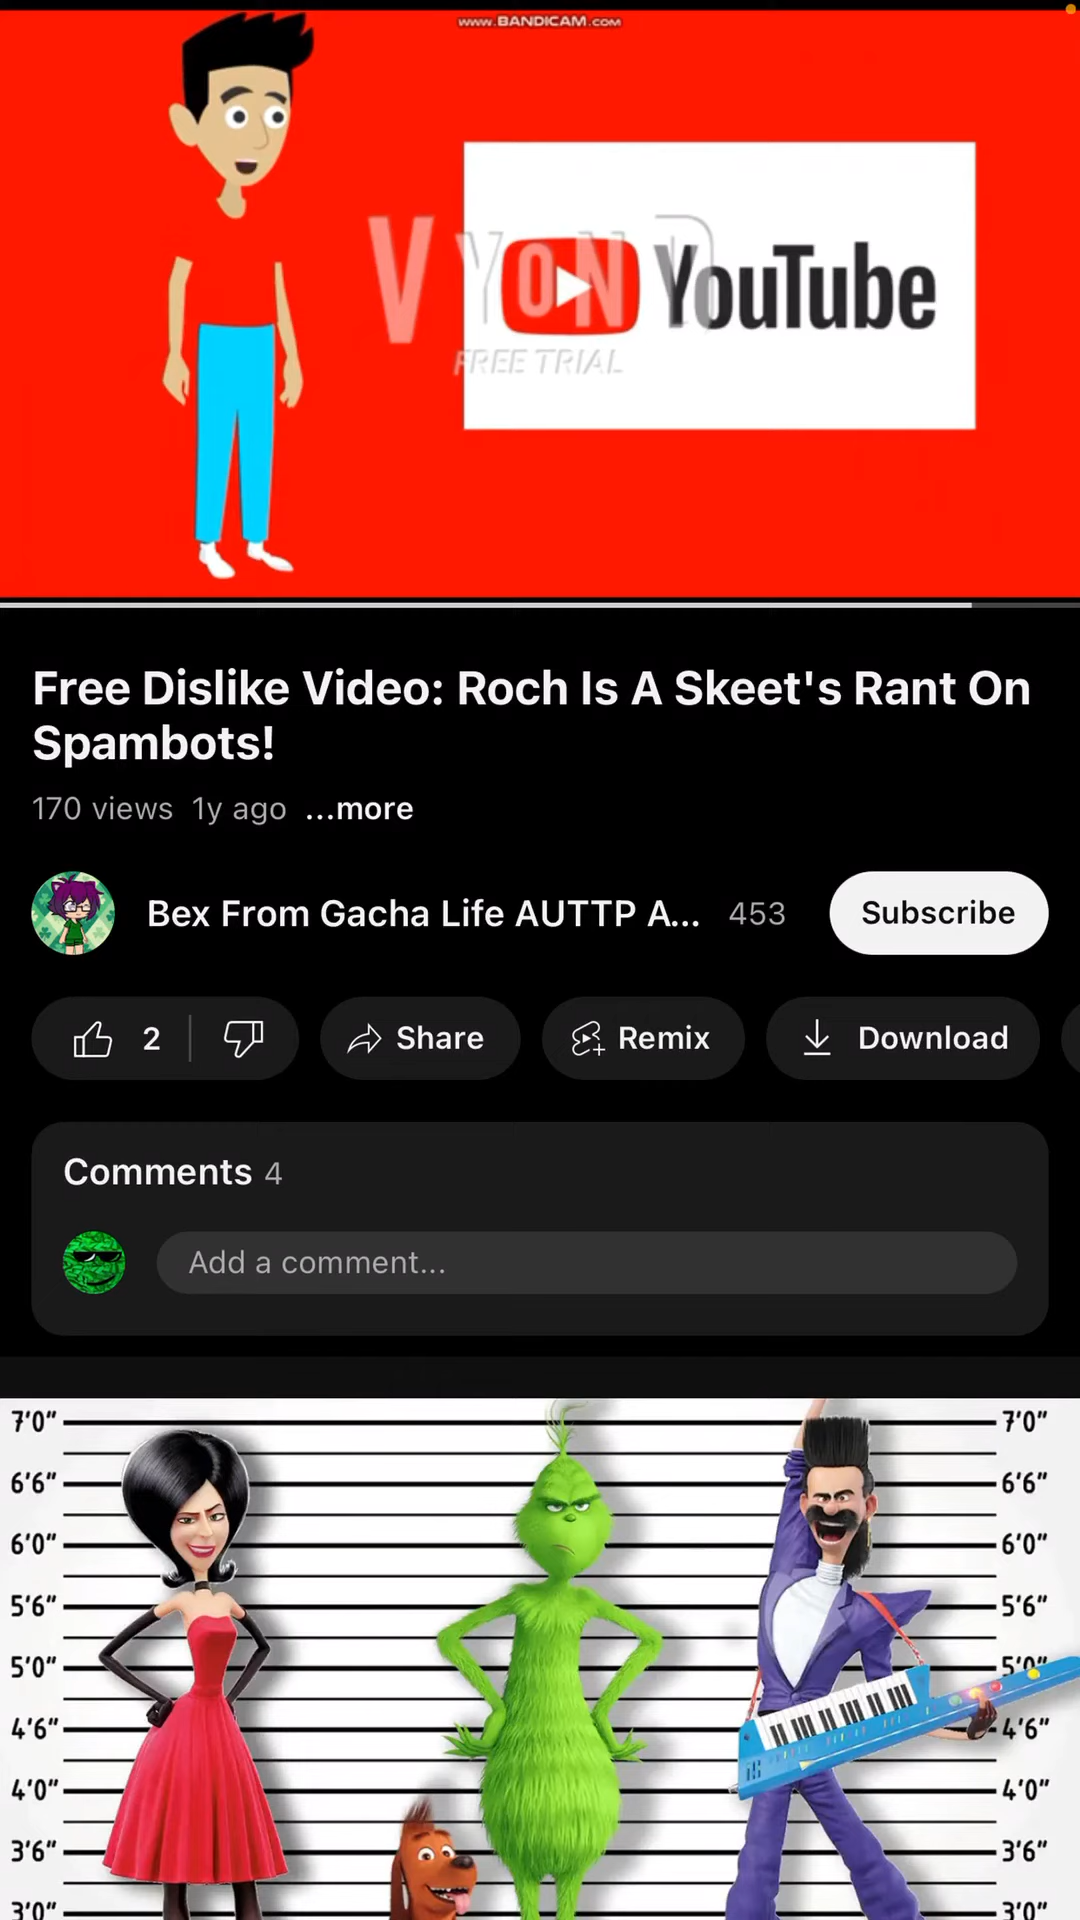 www.BANDICAM.com
VYOND
FREE TRIAL
YouTube
Free Dislike Video: Roch Is A Skeet's Rant On
Spambots!
170 views 1y ago ...more
Bex From Gacha Life AUTTP A... 453 Subscribe
2 Share Remix Download
Comments 4
Add a comment...
7'0" 7'0"
6'6" 6'6"
6'0" 6'0"
5'6" 5'6"
5'0" 5'0"
4'6" 4'6"
4'0" 4'0"
3'6" 3'6"
3'0" 3'0"